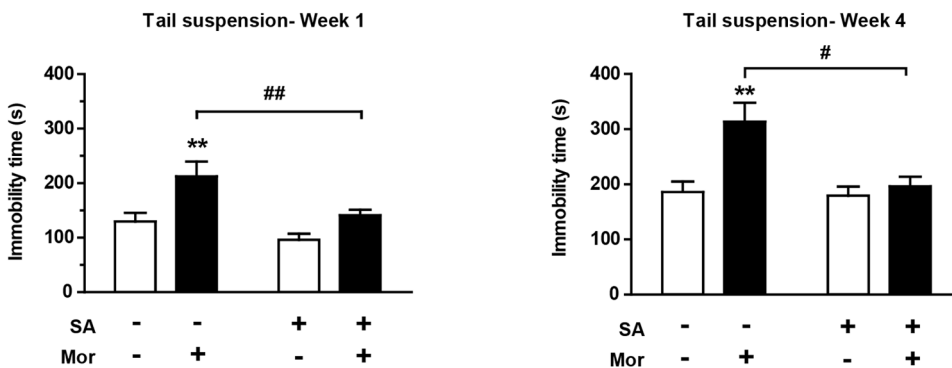 Tail suspension- Week 1
Immobility time (s)
400
300
200
100
0
**
##
SA - - + +
Mor - + - +
Tail suspension- Week 4
Immobility time (s)
400
300
200
100
0
**
#
SA - - + +
Mor - + - +